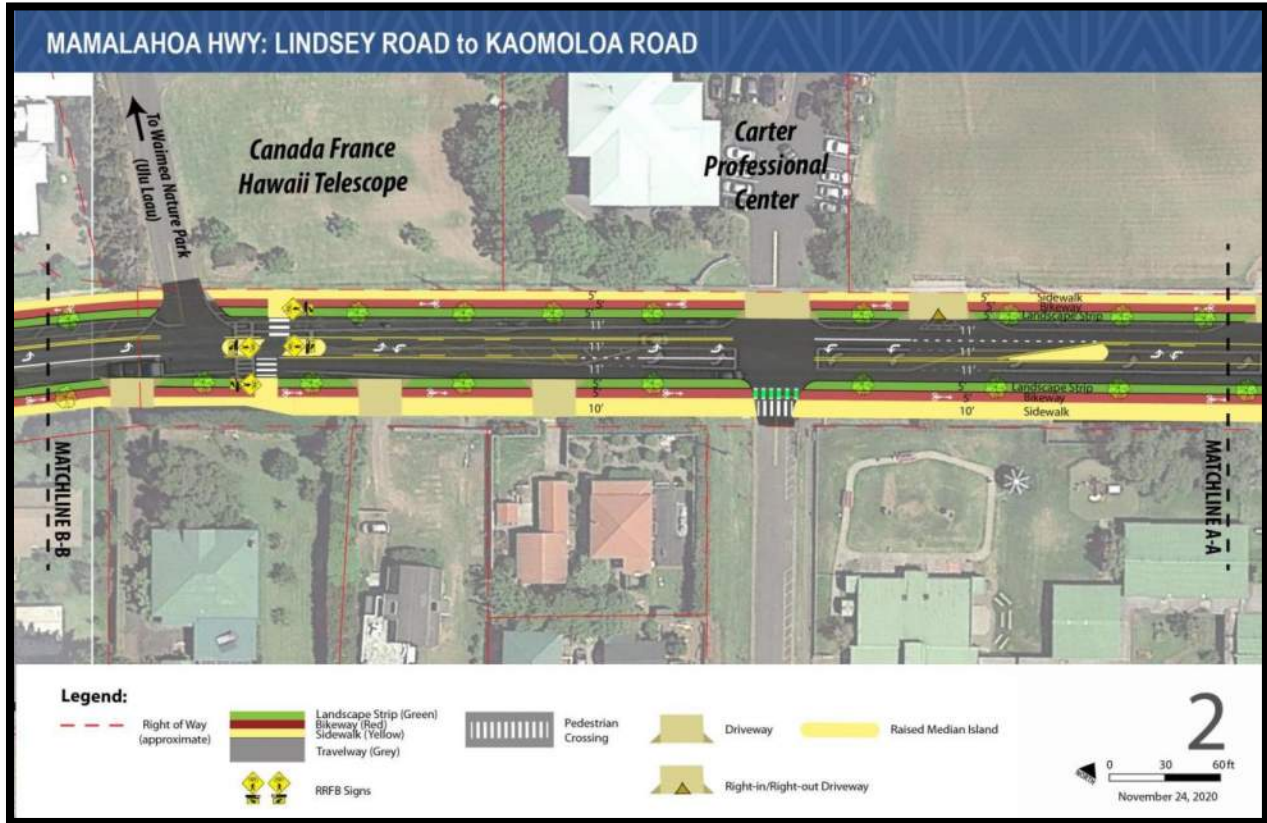 MAMALAHOA HWY: LINDSEY ROAD to KAOMOLOA ROAD
To Waimea Nature Park
(Ulu Laau)
Canada France
Hawaii Telescope
Carter
Professional
Center
5'
5'
Sidewalk
Bikeway
5'
Landscape Strip
11'
11'
11'
11'
11'
5'
5'
Landscape Strip
5'
Bikeway
10'
10'
Sidewalk
MATCHLINE B-B
MATCHLINE A-A
Legend:
Right of Way
(approximate)
Landscape Strip (Green)
Bikeway (Red)
Sidewalk (Yellow)
Travelway (Grey)
RRFB Signs
Pedestrian
Crossing
Driveway
Right-in/Right-out Driveway
Raised Median Island
2
NORTH
0 30 60 ft
November 24, 2020